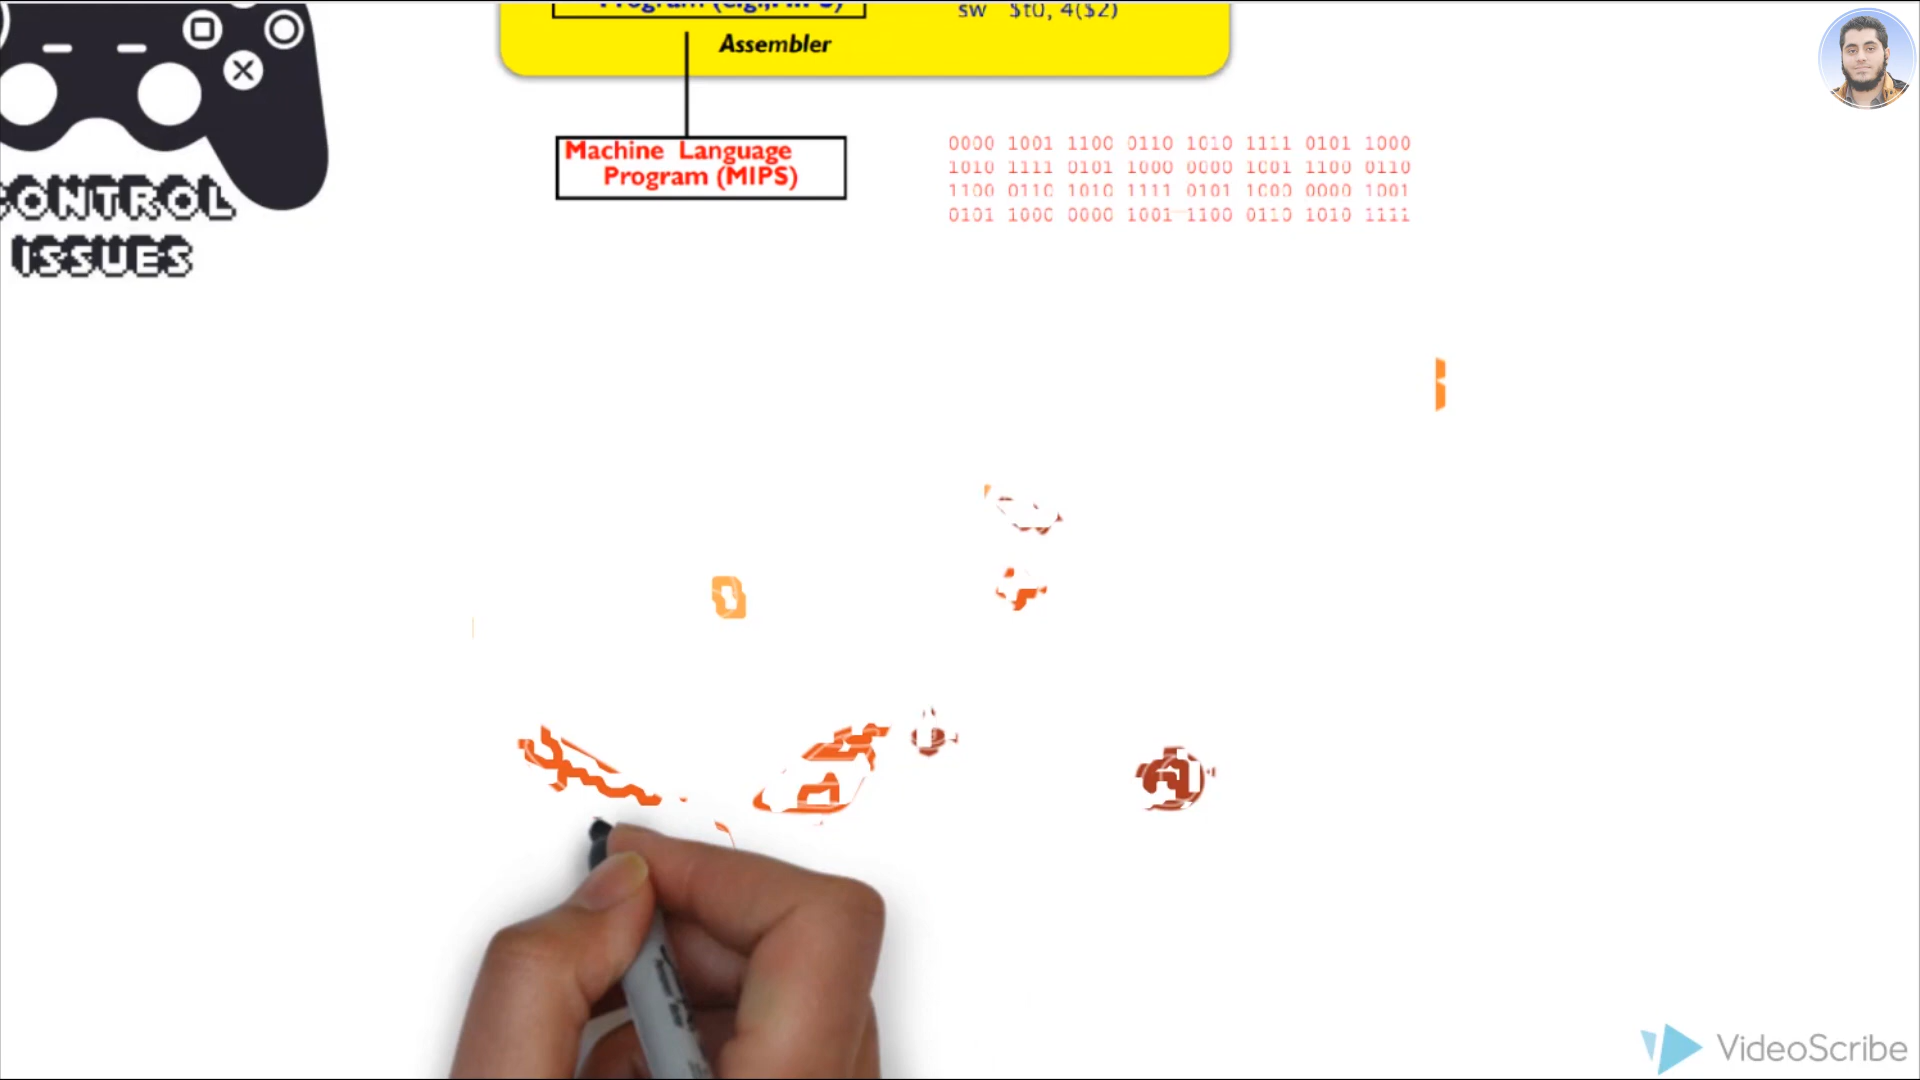 Program (e.g.,MIPS)
sw $t0, 4($2)
Assembler
Machine Language
Program (MIPS)
0000 1001 1100 0110 1010 1111 0101 1000
1010 1111 0101 1000 0000 1001 1100 0110
1100 0110 1010 1111 0101 1000 0000 1001
0101 1000 0000 1001 1100 0110 1010 1111
CONTROL
ISSUES
VideoScribe